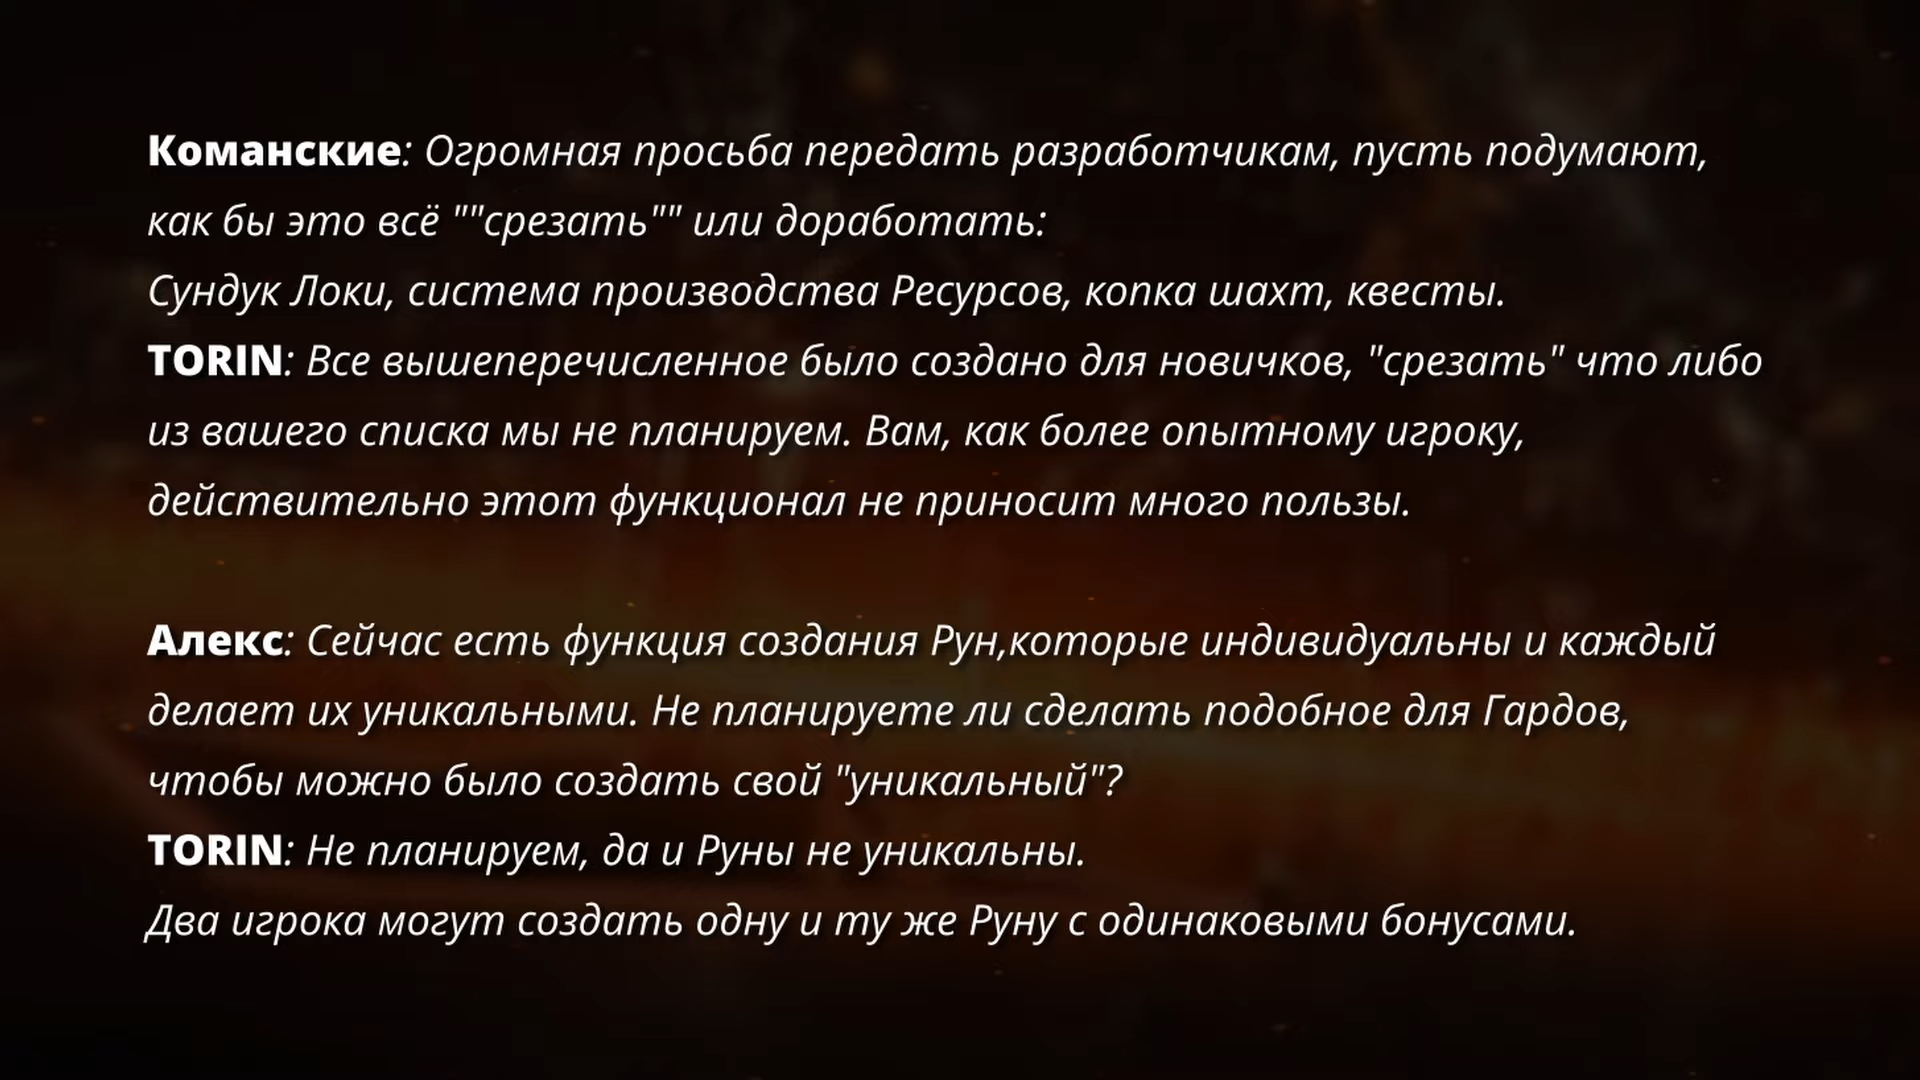 Команские: Огромная просьба передать разработчикам, пусть подумают,
как бы это всё ""срезать"" или доработать:
Сундук Локи, система производства Ресурсов, копка шахт, квесты.
TORIN: Все вышеперечисленное было создано для новичков, "срезать" что либо
из вашего списка мы не планируем. Вам, как более опытному игроку,
действительно этот функционал не приносит много пользы.
Алекс: Сейчас есть функция создания Рун,которые индивидуальны и каждый
делает их уникальными. Не планируете ли сделать подобное для Гардов,
чтобы можно было создать свой "уникальный"?
TORIN: Не планируем, да и Руны не уникальны.
Два игрока могут создать одну и ту же Руну с одинаковыми бонусами.